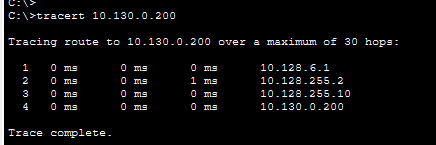 C:\>
C:\>tracert 10.130.0.200
Tracing route to 10.130.0.200 over a maximum of 30 hops:
1 0 ms 0 ms 0 ms 10.128.6.1
2 0 ms 0 ms 1 ms 10.128.255.2
3 0 ms 0 ms 0 ms 10.128.255.10
4 0 ms 0 ms 0 ms 10.130.0.200
Trace complete.